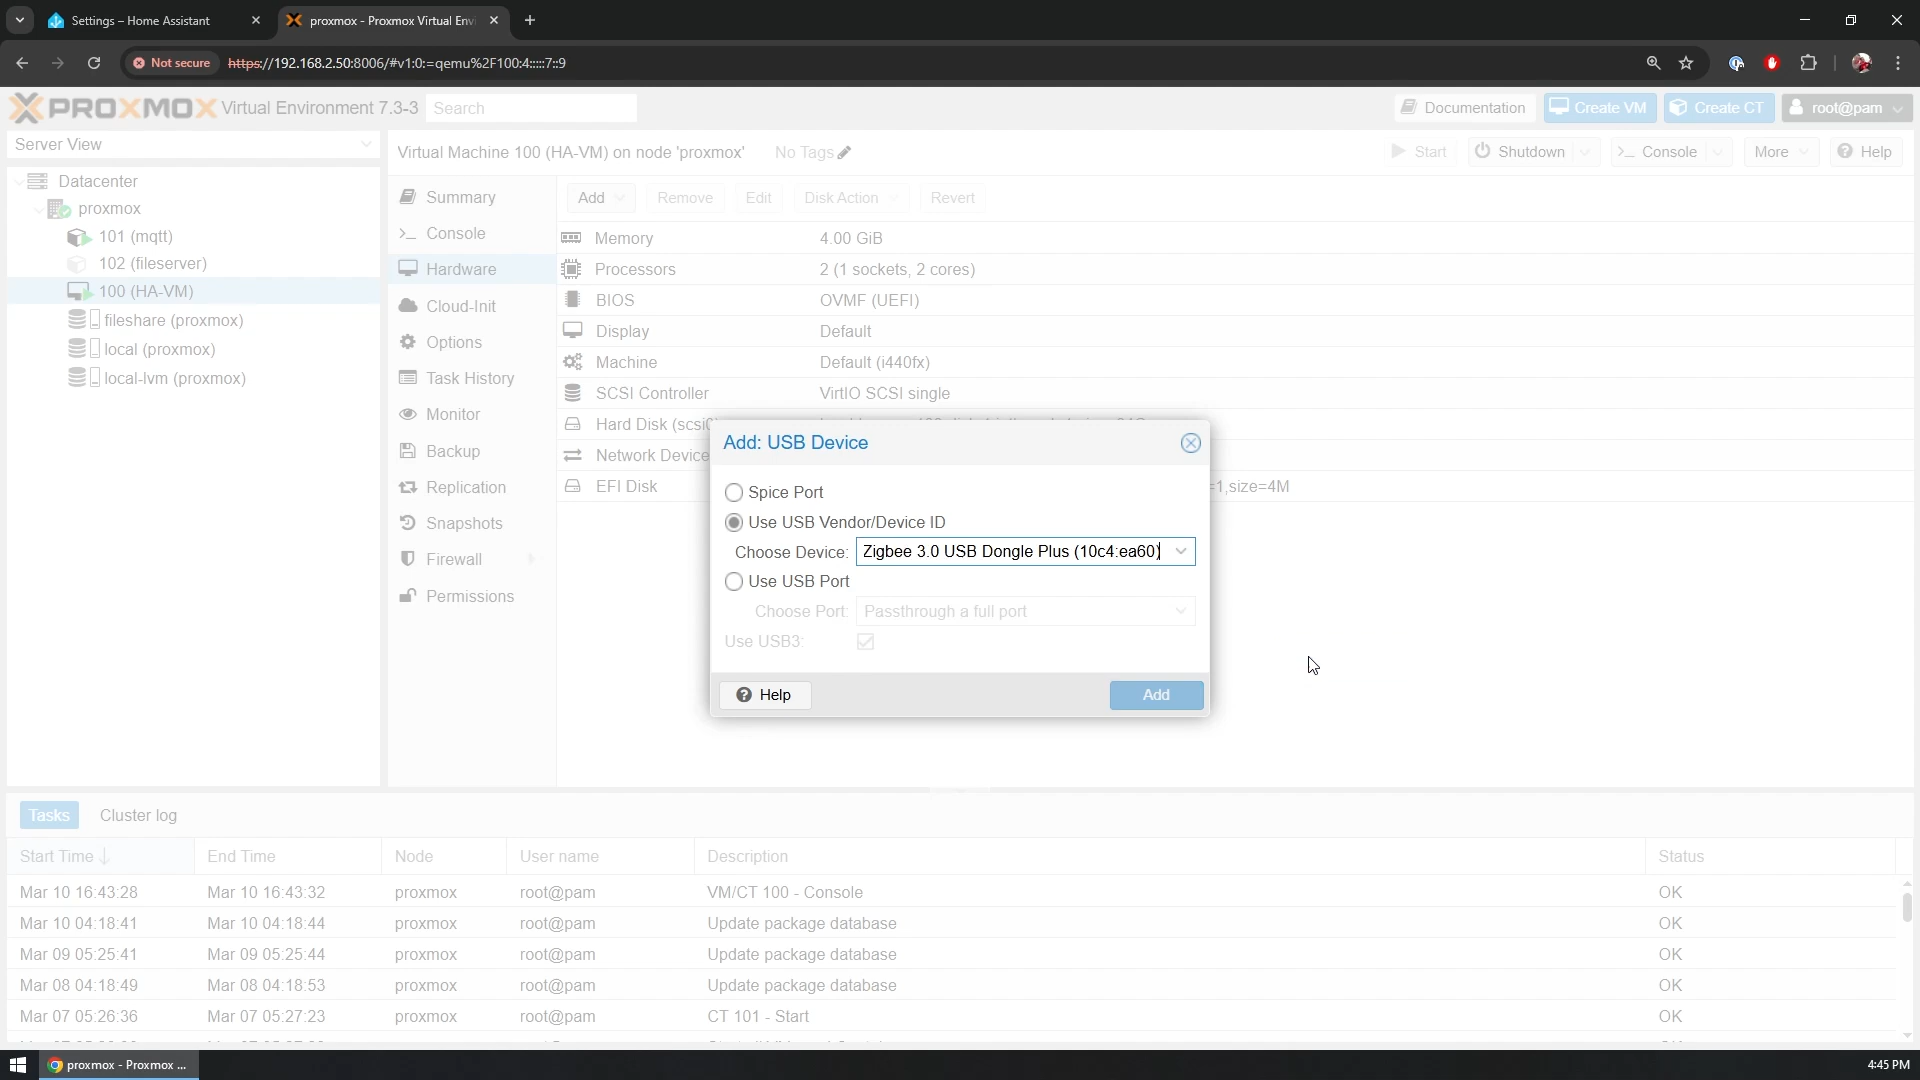 Settings – Home Assistant
proxmox - Proxmox Virtual Env
Not secure
https://192.168.2.50:8006/#v1:0:=qemu%2F100:4:::::7::9
PROXMOX Virtual Environment 7.3-3
Search
Documentation
Create VM
Create CT
root@pam
Server View
Datacenter
proxmox
101 (mqtt)
102 (fileserver)
100 (HA-VM)
fileshare (proxmox)
local (proxmox)
local-lvm (proxmox)
Virtual Machine 100 (HA-VM) on node 'proxmox'
No Tags
Start
Shutdown
Console
More
Help
Summary
Console
Hardware
Cloud-Init
Options
Task History
Monitor
Backup
Replication
Snapshots
Firewall
Permissions
Add
Remove
Edit
Disk Action
Revert
Memory 4.00 GiB
Processors 2 (1 sockets, 2 cores)
BIOS OVMF (UEFI)
Display Default
Machine Default (i440fx)
SCSI Controller VirtIO SCSI single
Hard Disk (scsi0
Network Device
EFI Disk =1,size=4M
Add: USB Device
Spice Port
Use USB Vendor/Device ID
Choose Device: Zigbee 3.0 USB Dongle Plus (10c4:ea60)
Use USB Port
Choose Port: Passthrough a full port
Use USB3:
Help
Add
Tasks
Cluster log
Start Time End Time Node User name Description Status
Mar 10 16:43:28 Mar 10 16:43:32 proxmox root@pam VM/CT 100 - Console OK
Mar 10 04:18:41 Mar 10 04:18:44 proxmox root@pam Update package database OK
Mar 09 05:25:41 Mar 09 05:25:44 proxmox root@pam Update package database OK
Mar 08 04:18:49 Mar 08 04:18:53 proxmox root@pam Update package database OK
Mar 07 05:26:36 Mar 07 05:27:23 proxmox root@pam CT 101 - Start OK
proxmox - Proxmox ...
4:45 PM